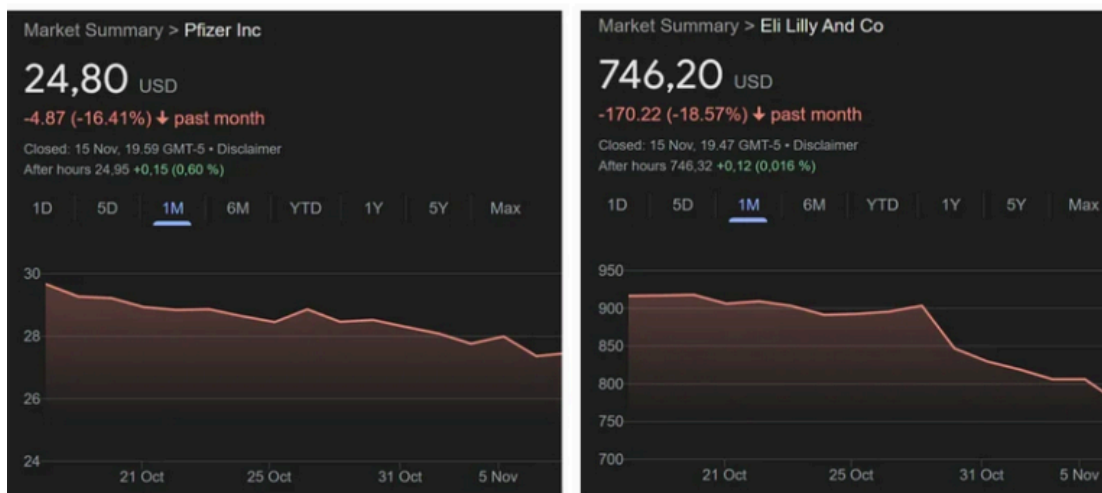 Market Summary > Pfizer Inc
24,80 USD
-4.87 (-16.41%) ↓ past month
Closed: 15 Nov, 19.59 GMT-5 • Disclaimer
After hours 24,95 +0,15 (0,60 %)
1D 5D 1M 6M YTD 1Y 5Y Max
30
28
26
24
21 Oct 25 Oct 31 Oct 5 Nov
Market Summary > Eli Lilly And Co
746,20 USD
-170.22 (-18.57%) ↓ past month
Closed: 15 Nov, 19.47 GMT-5 • Disclaimer
After hours 746,32 +0,12 (0,016 %)
1D 5D 1M 6M YTD 1Y 5Y Max
950
900
850
800
750
700
21 Oct 25 Oct 31 Oct 5 Nov